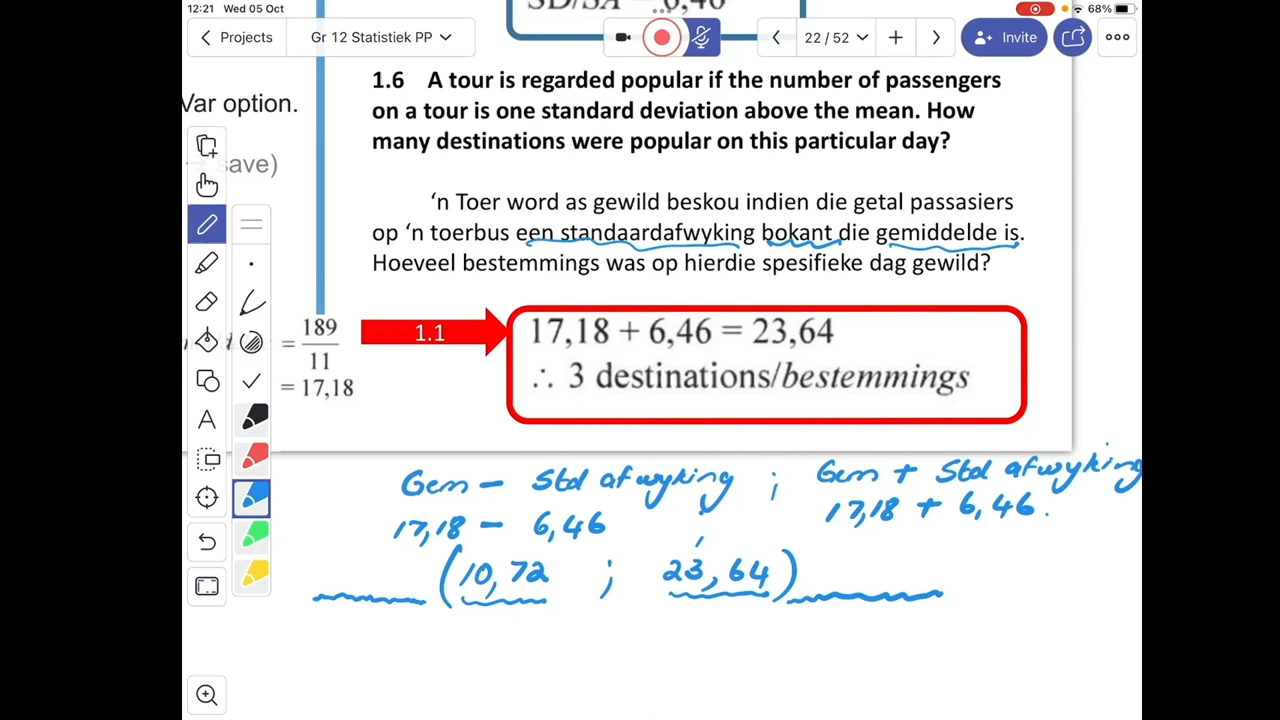 12:21 Wed 05 Oct
68%
Projects
Gr 12 Statistiek PP
22 / 52
Invite
SD/SA = 6,46
Var option.
save)
1.6 A tour is regarded popular if the number of passengers
on a tour is one standard deviation above the mean. How
many destinations were popular on this particular day?
‘n Toer word as gewild beskou indien die getal passasiers
op ‘n toerbus een standaardafwyking bokant die gemiddelde is.
Hoeveel bestemmings was op hierdie spesifieke dag gewild?
= 189
11
= 17,18
1.1
17,18 + 6,46 = 23,64
∴ 3 destinations/bestemmings
Gem – Std afwyking ; Gem + Std afwyking
17,18 – 6,46 17,18 + 6,46.
(10,72 ; 23,64)
A